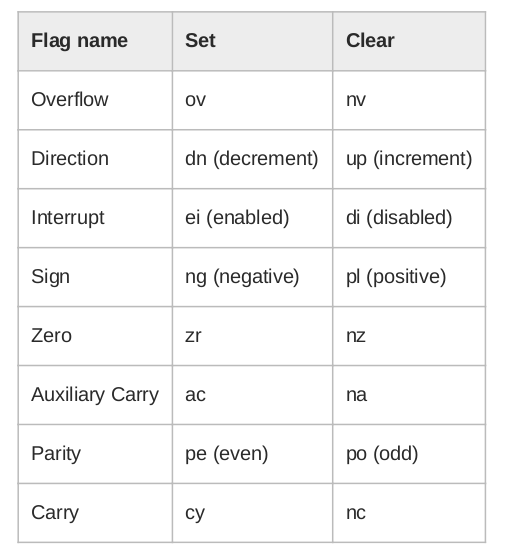 Flag name Set Clear
Overflow ov nv
Direction dn (decrement) up (increment)
Interrupt ei (enabled) di (disabled)
Sign ng (negative) pl (positive)
Zero zr nz
Auxiliary Carry ac na
Parity pe (even) po (odd)
Carry cy nc